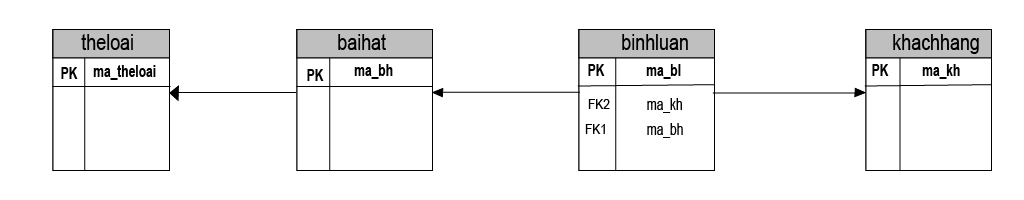 theloai
PK ma_theloai
baihat
PK ma_bh
binhluan
PK ma_bl
FK2 ma_kh
FK1 ma_bh
khachhang
PK ma_kh